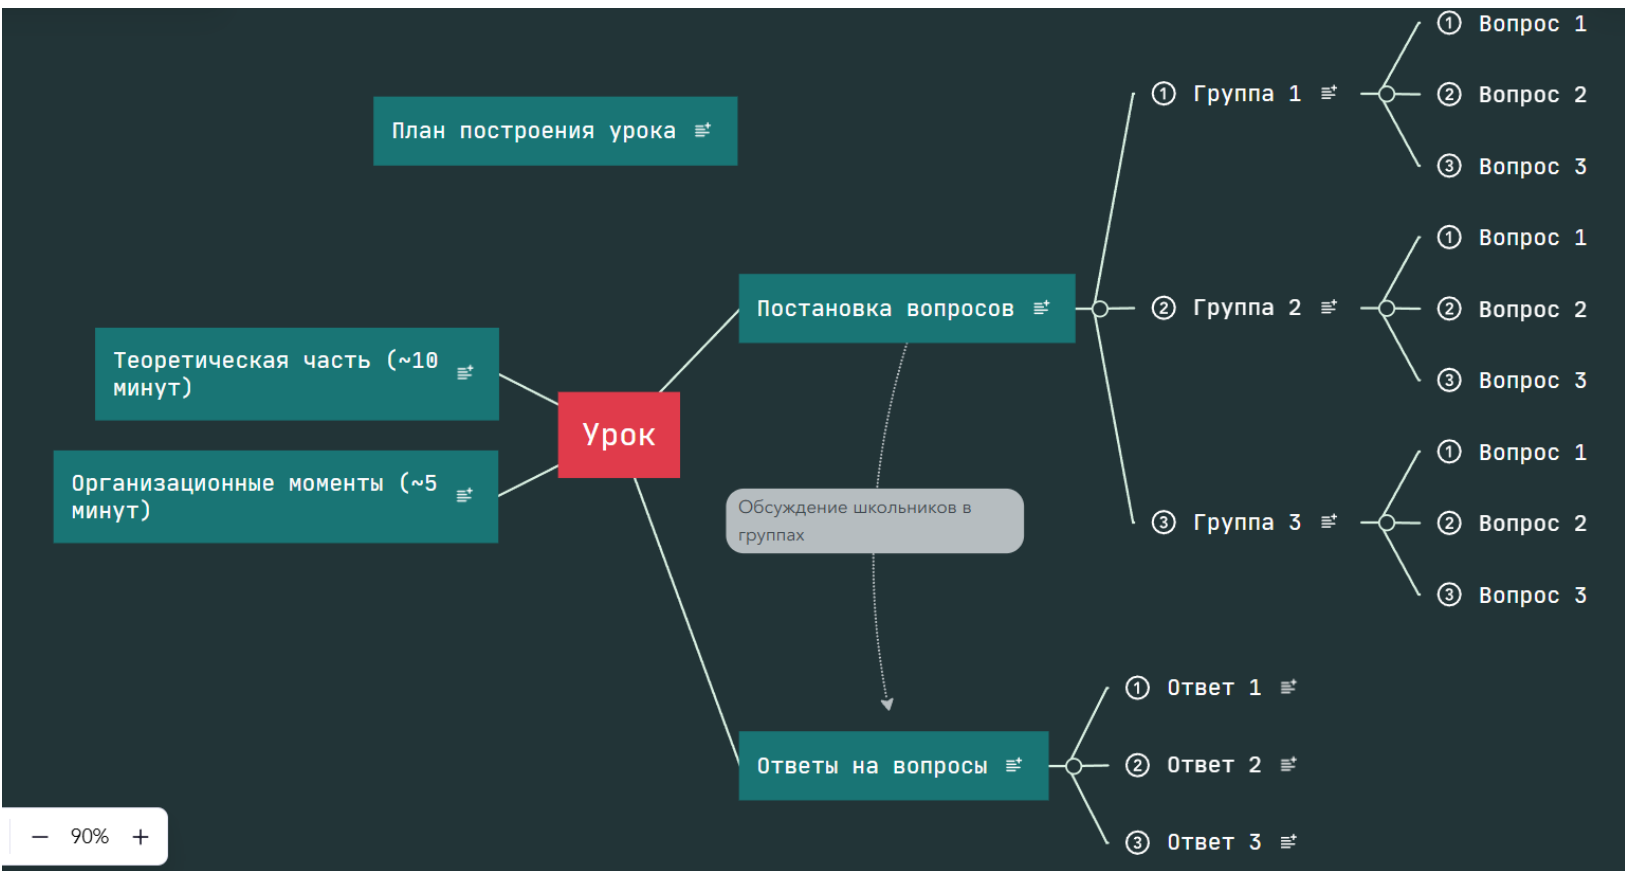 План построения урока
Теоретическая часть (~10
минут)
Организационные моменты (~5
минут)
Урок
Постановка вопросов
① Группа 1
① Вопрос 1
② Вопрос 2
③ Вопрос 3
② Группа 2
① Вопрос 1
② Вопрос 2
③ Вопрос 3
③ Группа 3
① Вопрос 1
② Вопрос 2
③ Вопрос 3
Обсуждение школьников в
группах
Ответы на вопросы
① Ответ 1
② Ответ 2
③ Ответ 3
— 90% +